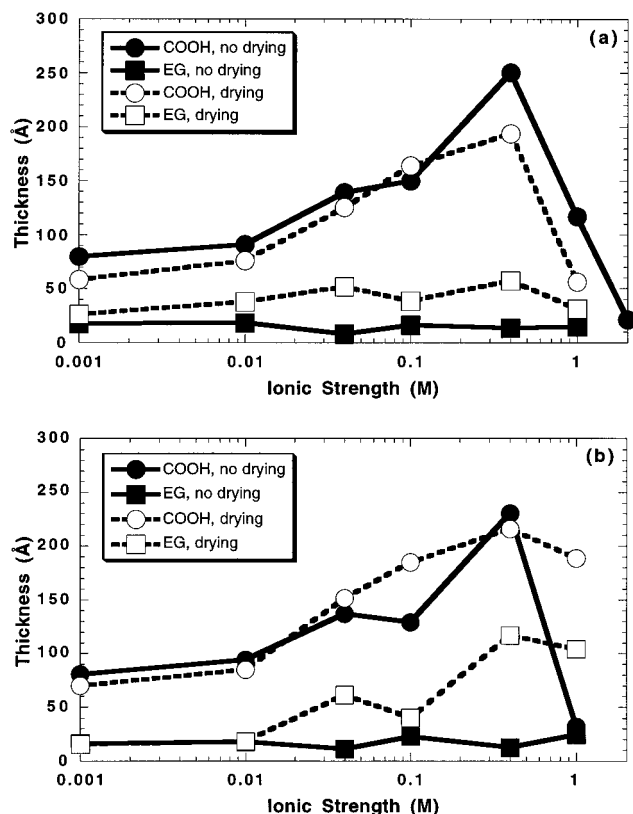 (a)
300
COOH, no drying
EG, no drying
COOH, drying
EG, drying
250
200
150
100
50
0
Thickness (Å)
0.001 0.01 0.1 1
Ionic Strength (M)
(b)
300
COOH, no drying
EG, no drying
COOH, drying
EG, drying
250
200
150
100
50
0
Thickness (Å)
0.001 0.01 0.1 1
Ionic Strength (M)